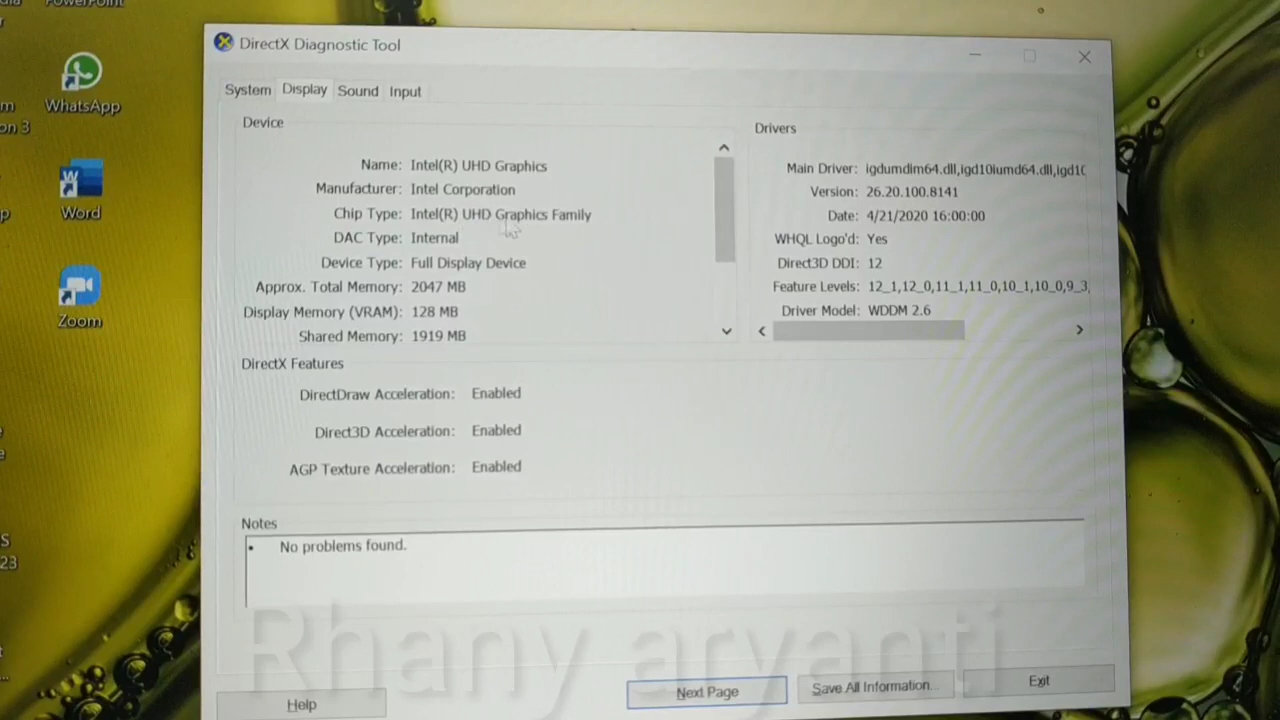 PowerPoint
WhatsApp
Word
Zoom
DirectX Diagnostic Tool
System Display Sound Input
Device
Name: Intel(R) UHD Graphics
Manufacturer: Intel Corporation
Chip Type: Intel(R) UHD Graphics Family
DAC Type: Internal
Device Type: Full Display Device
Approx. Total Memory: 2047 MB
Display Memory (VRAM): 128 MB
Shared Memory: 1919 MB
Drivers
Main Driver: igdumdim64.dll,igd10iumd64.dll,igd1
Version: 26.20.100.8141
Date: 4/21/2020 16:00:00
WHQL Logo'd: Yes
Direct3D DDI: 12
Feature Levels: 12_1,12_0,11_1,11_0,10_1,10_0,9_3,
Driver Model: WDDM 2.6
DirectX Features
DirectDraw Acceleration: Enabled
Direct3D Acceleration: Enabled
AGP Texture Acceleration: Enabled
Notes
• No problems found.
Rhany aryanti
Help Next Page Save All Information... Exit